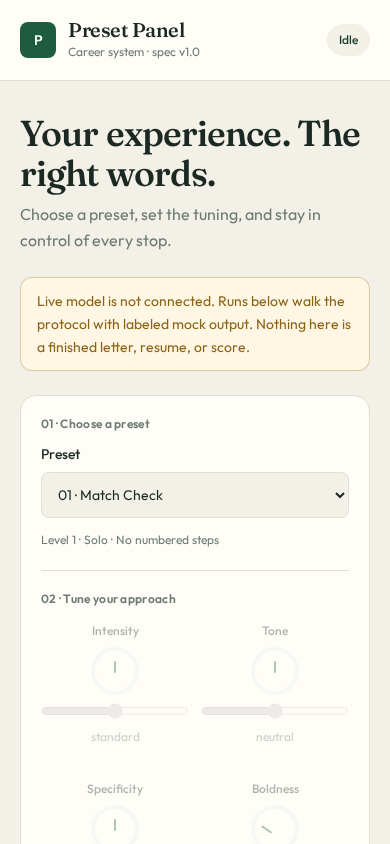 P
Preset Panel
Career system · spec v1.0
Idle
Your experience. The
right words.
Choose a preset, set the tuning, and stay in
control of every stop.
Live model is not connected. Runs below walk the
protocol with labeled mock output. Nothing here is
a finished letter, resume, or score.
01 · Choose a preset
Preset
01 · Match Check
Level 1 · Solo · No numbered steps
02 · Tune your approach
Intensity Tone
standard neutral
Specificity Boldness